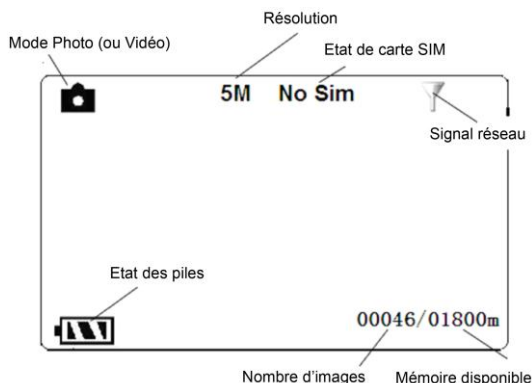 Résolution
Mode Photo (ou Vidéo)
Etat de carte SIM
5M No Sim
Signal réseau
Etat des piles
00046/01800m
Nombre d'images
Mémoire disponible